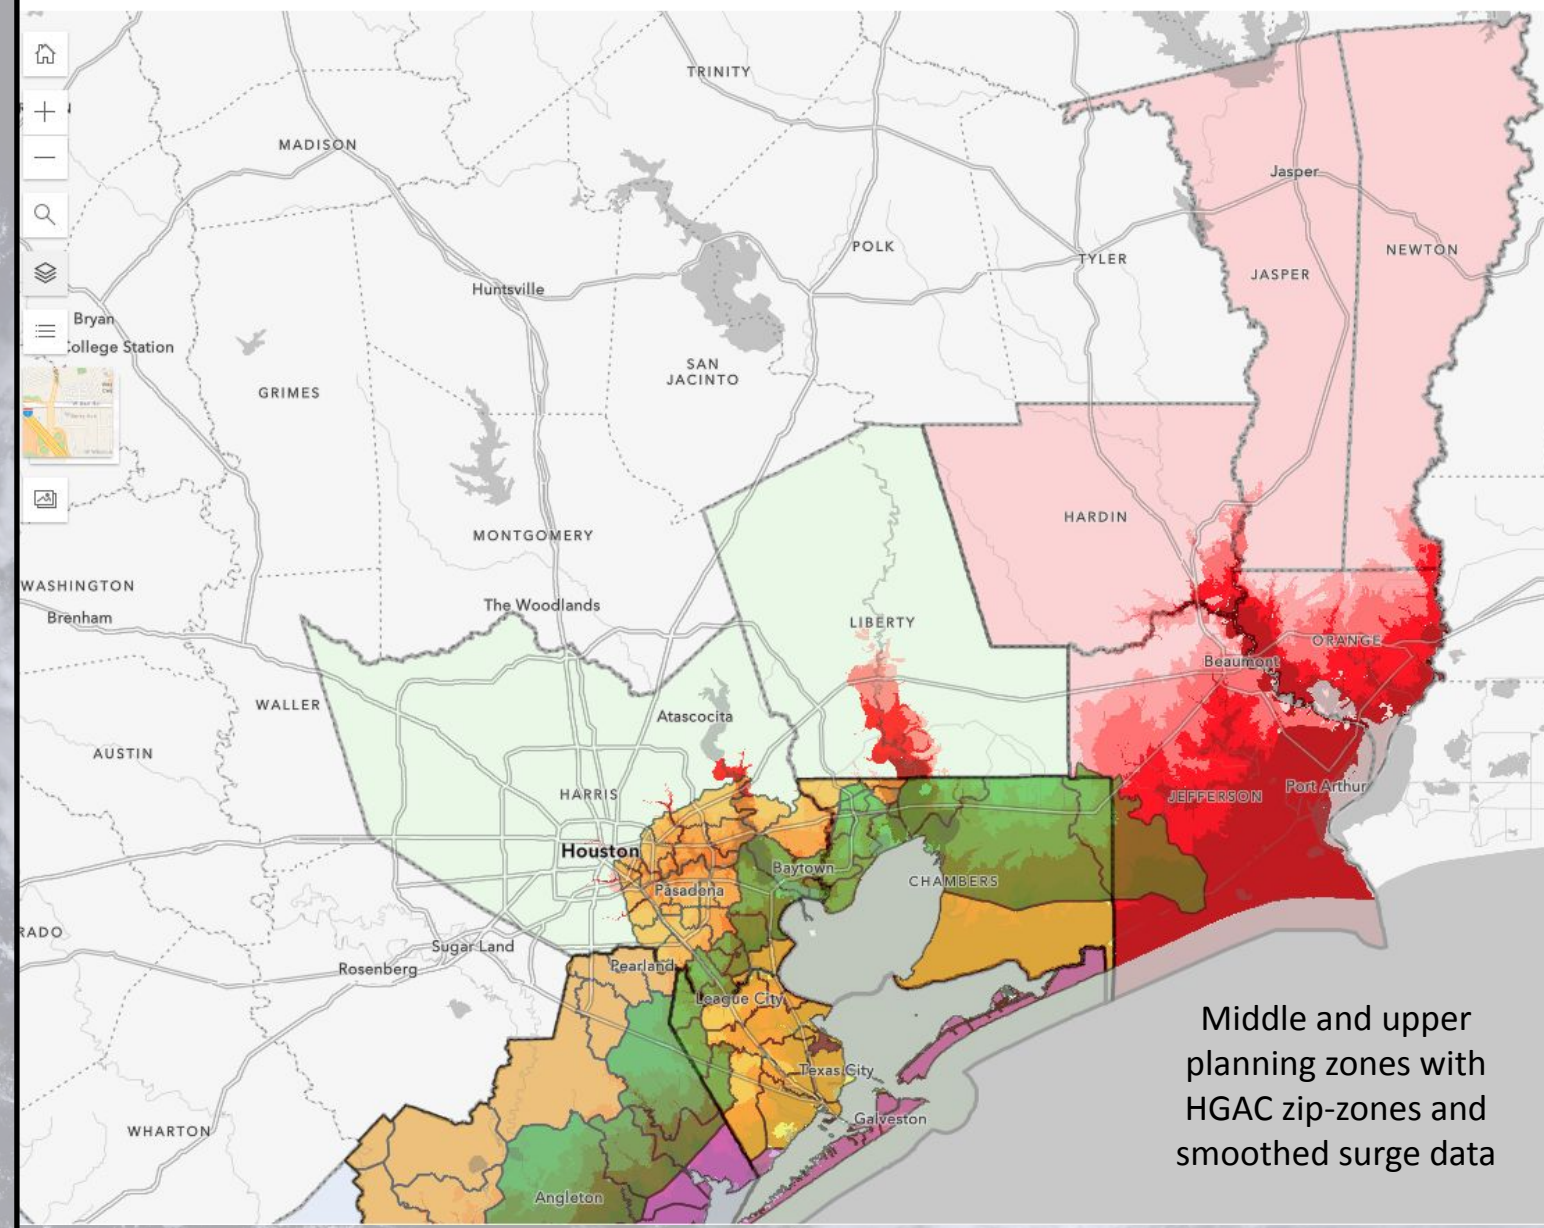 TRINITY
MADISON
Jasper
POLK
NEWTON
TYLER
JASPER
Huntsville
Bryan
College Station
SAN
JACINTO
GRIMES
HARDIN
MONTGOMERY
WASHINGTON
The Woodlands
Brenham
LIBERTY
ORANGE
Beaumont
WALLER
Atascocita
AUSTIN
Port Arthur
HARRIS
JEFFERSON
Houston
Baytown
CHAMBERS
Pasadena
RADO
Sugar Land
Rosenberg
Pearland
League City
Texas City
Galveston
WHARTON
Angleton
Middle and upper
planning zones with
HGAC zip-zones and
smoothed surge data